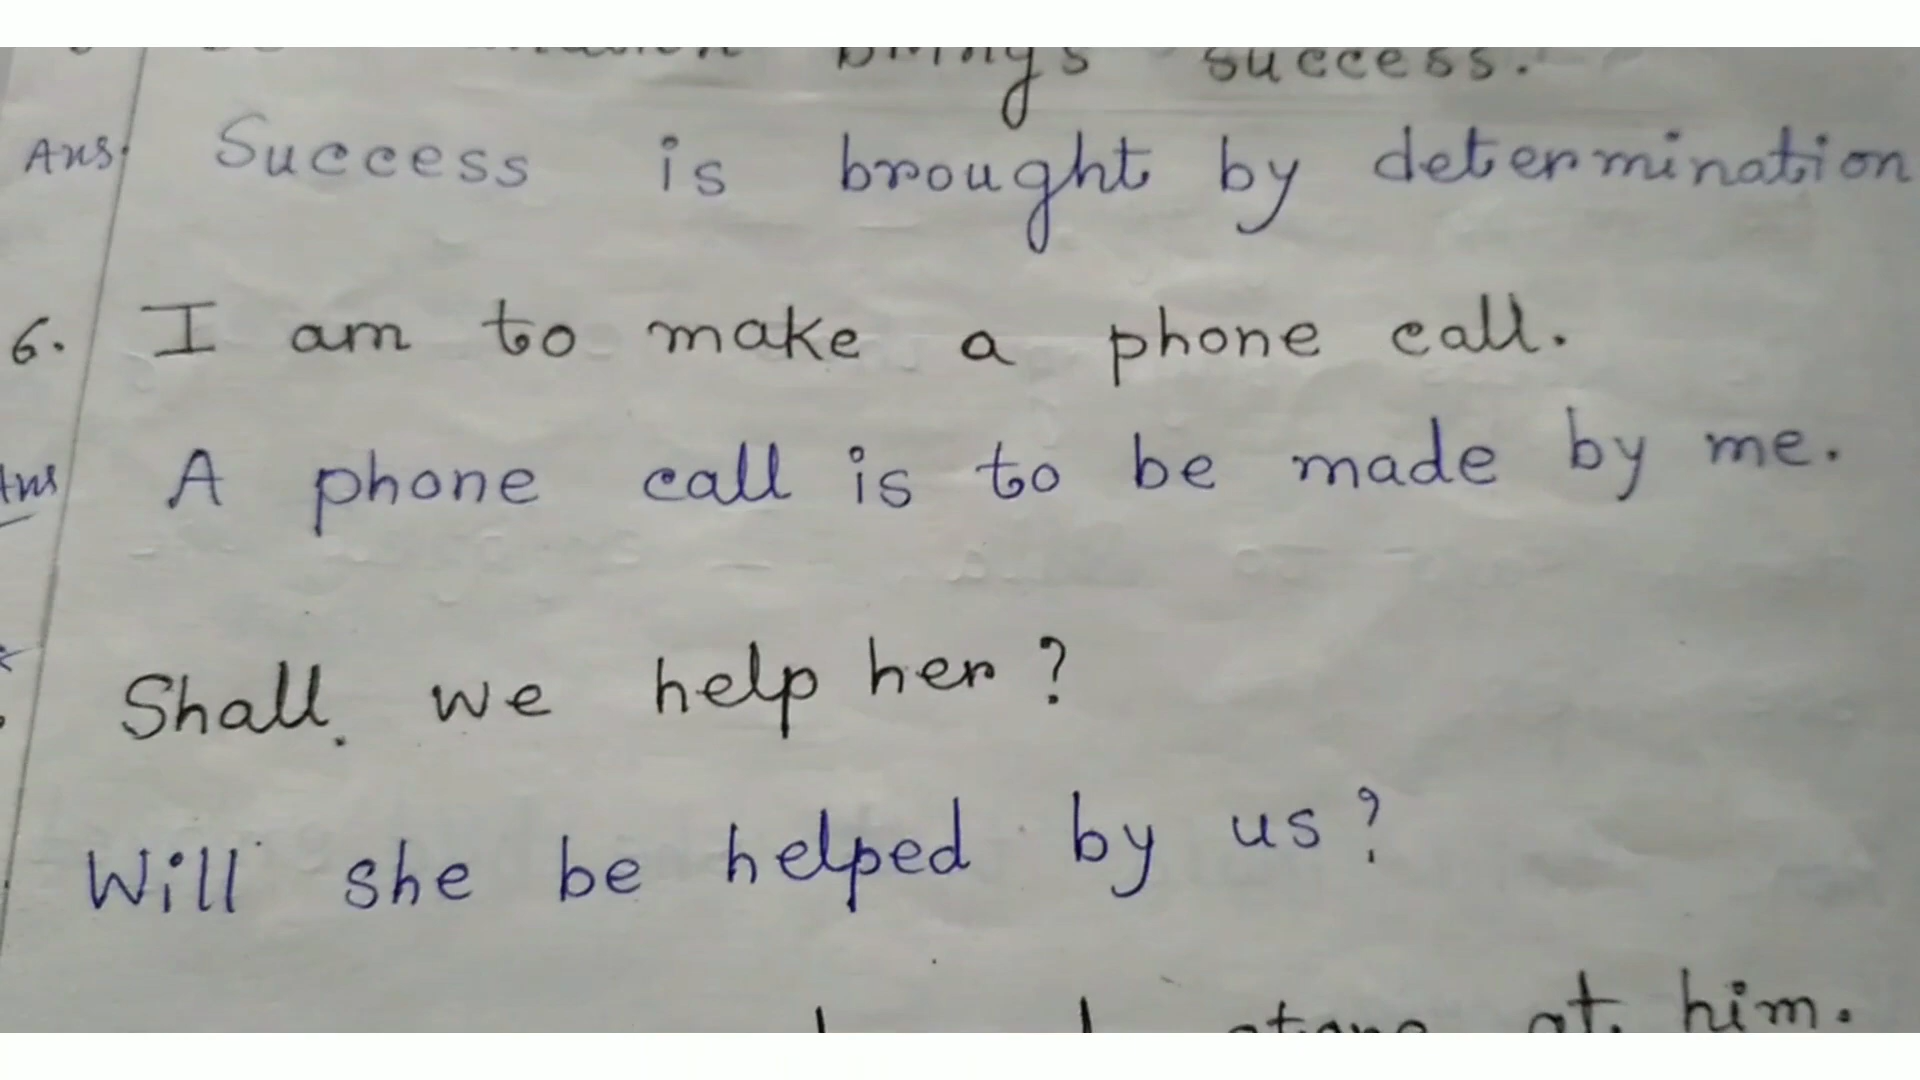 brings success.
Ans. Success is brought by determination
6. I am to make a phone call.
Ans A phone call is to be made by me.
Shall we help her?
Will she be helped by us?
at him.